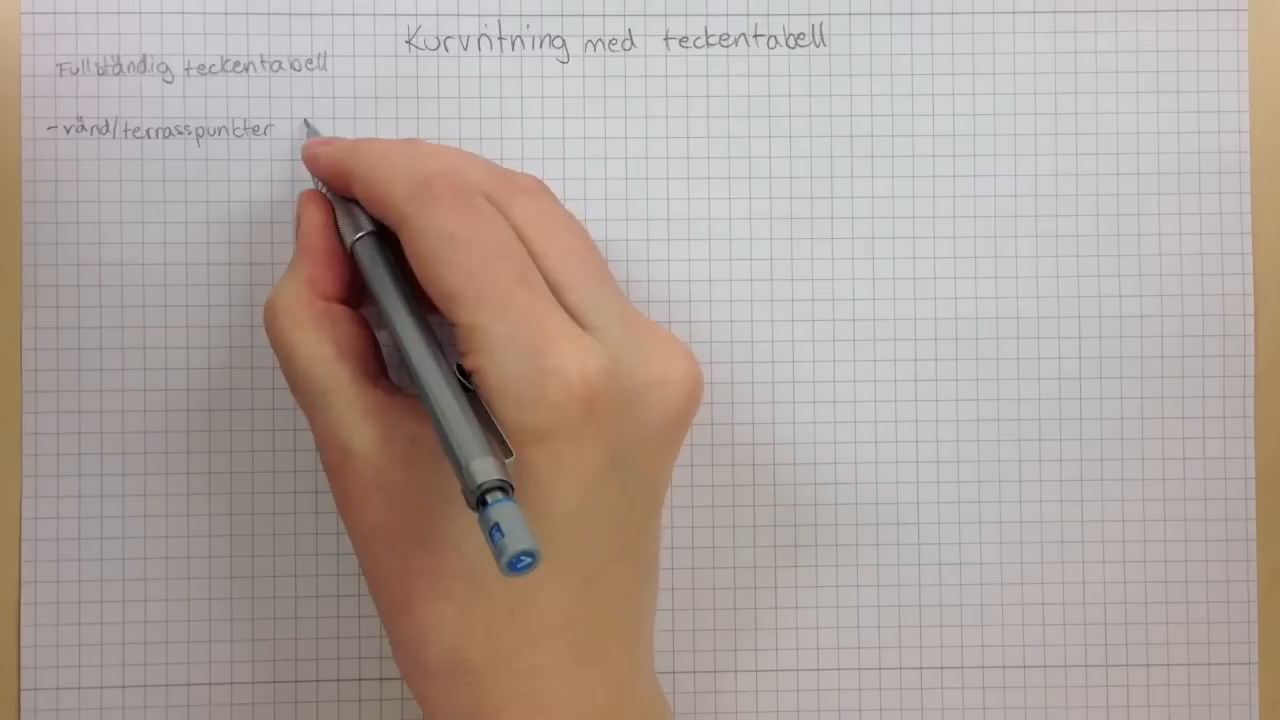 Kurvritning med teckentabell
Fullständig teckentabell
-vänd/terrasspunkter